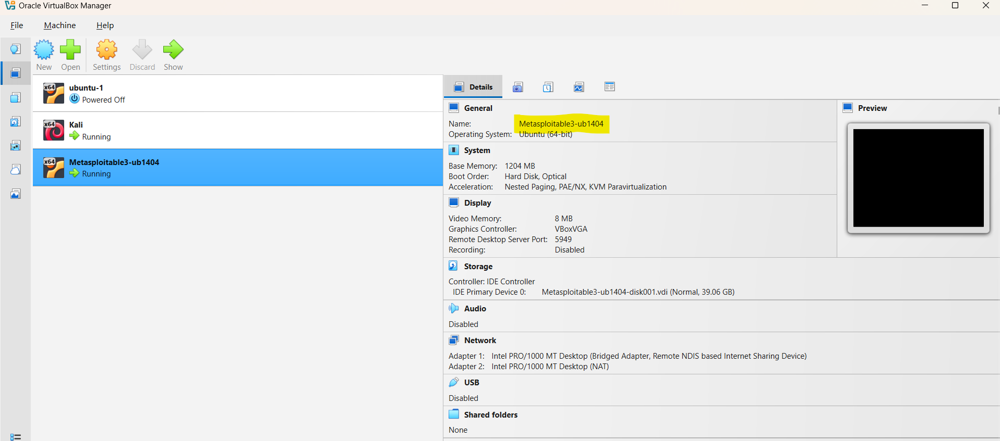 Oracle VirtualBox Manager
File Machine Help
New Open Settings Discard Show
x64 ubuntu-1
Powered Off
x64 Kali
Running
x64 Metasploitable3-ub1404
Running
Details
General
Name: Metasploitable3-ub1404
Operating System: Ubuntu (64-bit)
System
Base Memory: 1204 MB
Boot Order: Hard Disk, Optical
Acceleration: Nested Paging, PAE/NX, KVM Paravirtualization
Display
Video Memory: 8 MB
Graphics Controller: VBoxVGA
Remote Desktop Server Port: 5949
Recording: Disabled
Storage
Controller: IDE Controller
IDE Primary Device 0: Metasploitable3-ub1404-disk001.vdi (Normal, 39.06 GB)
Audio
Disabled
Network
Adapter 1: Intel PRO/1000 MT Desktop (Bridged Adapter, Remote NDIS based Internet Sharing Device)
Adapter 2: Intel PRO/1000 MT Desktop (NAT)
USB
Disabled
Shared folders
None
Preview